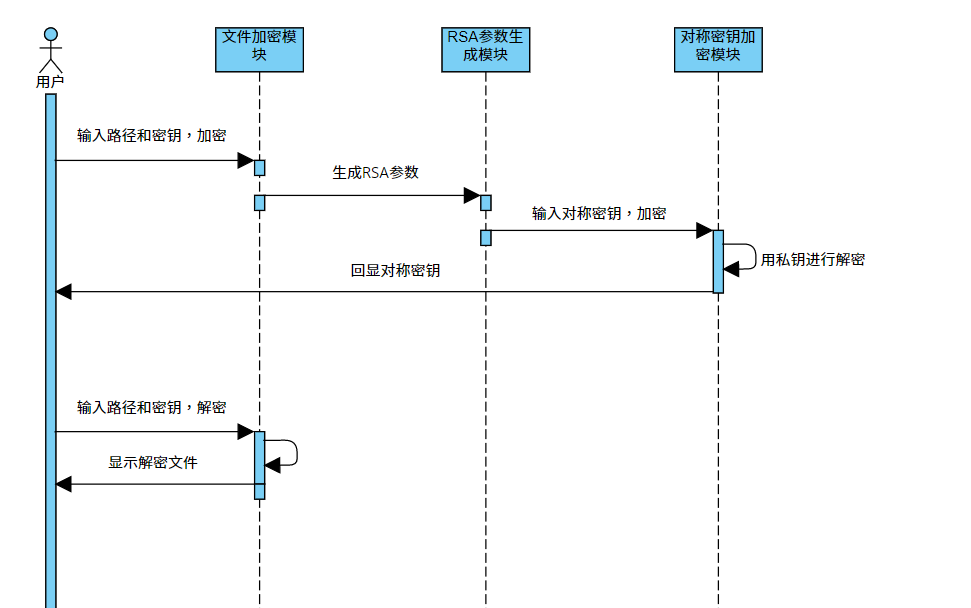 用户
文件加密模
块
RSA参数生
成模块
对称密钥加
密模块
输入路径和密钥，加密
生成RSA参数
输入对称密钥，加密
用私钥进行解密
回显对称密钥
输入路径和密钥，解密
显示解密文件